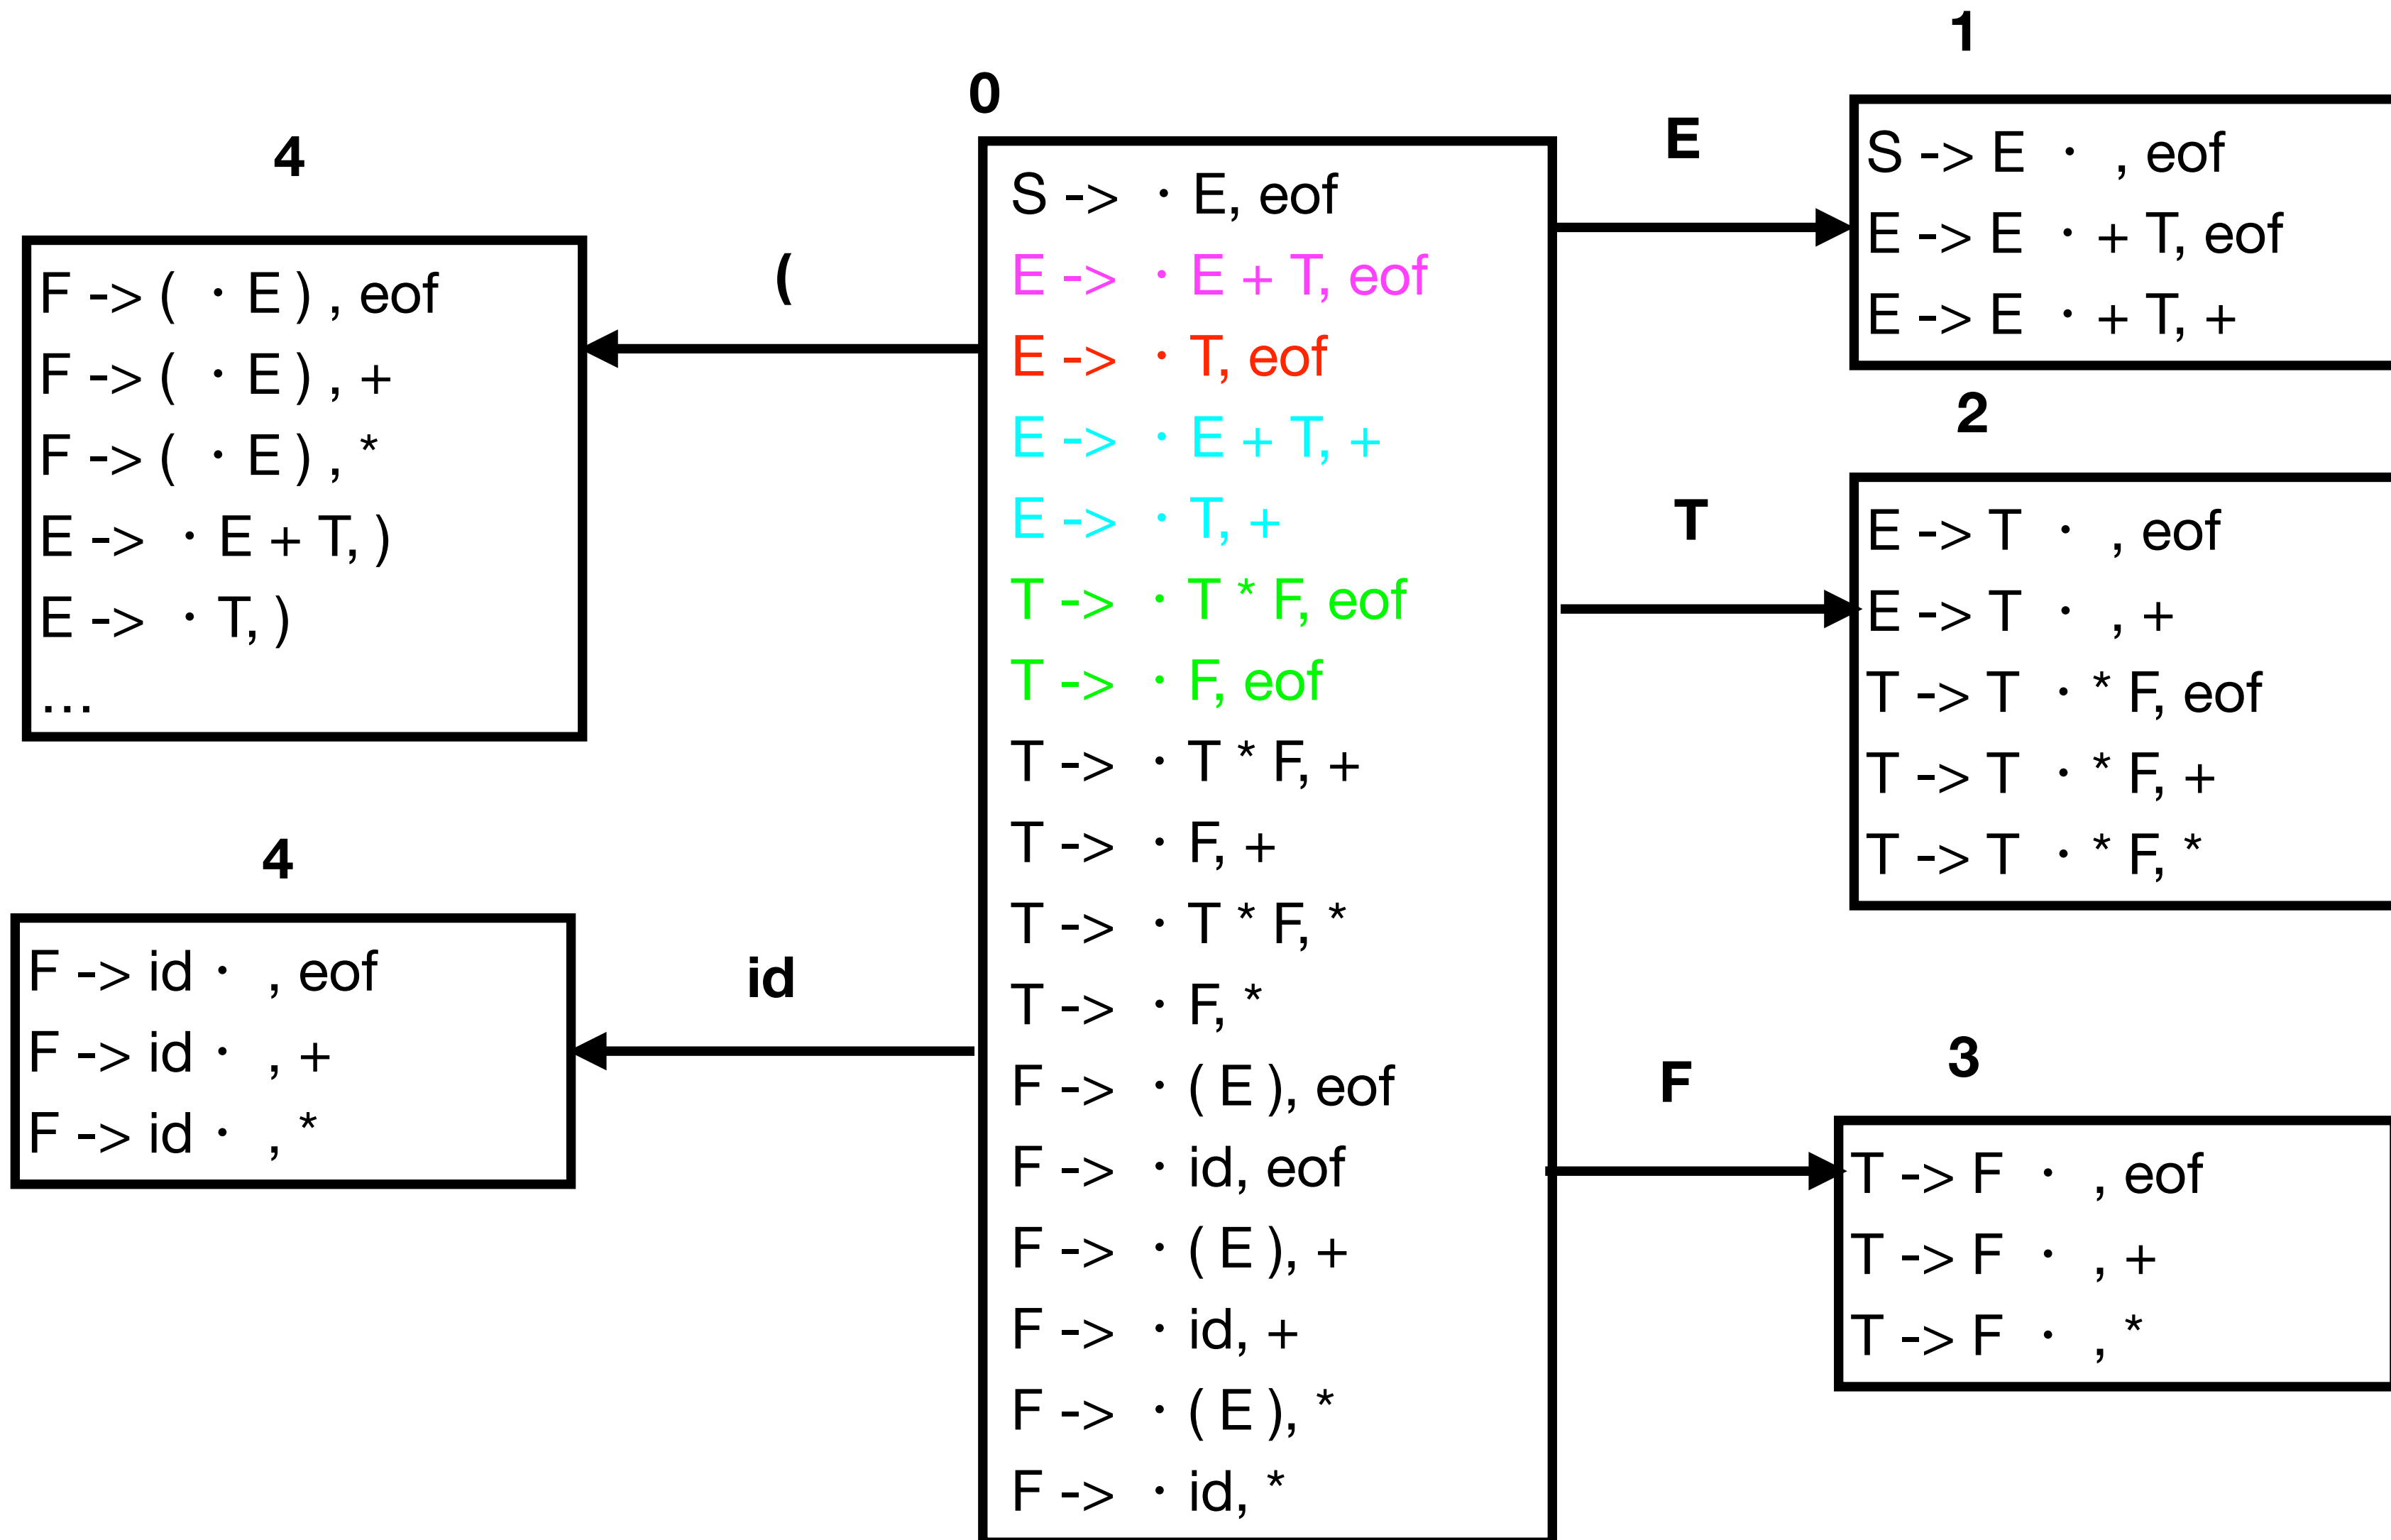 4
F -> ( · E ) , eof
F -> ( · E ) , +
F -> ( · E ) , *
E -> · E + T, )
E -> · T, )
...
(
4
F -> id · , eof
F -> id · , +
F -> id · , *
id
0
S -> · E, eof
E -> · E + T, eof
E -> · T, eof
E -> · E + T, +
E -> · T, +
T -> · T * F, eof
T -> · F, eof
T -> · T * F, +
T -> · F, +
T -> · T * F, *
T -> · F, *
F -> · ( E ), eof
F -> · id, eof
F -> · ( E ), +
F -> · id, +
F -> · ( E ), *
F -> · id, *
E
1
S -> E · , eof
E -> E · + T, eof
E -> E · + T, +
T
2
E -> T · , eof
E -> T · , +
T -> T · * F, eof
T -> T · * F, +
T -> T · * F, *
F
3
T -> F · , eof
T -> F · , +
T -> F · , *